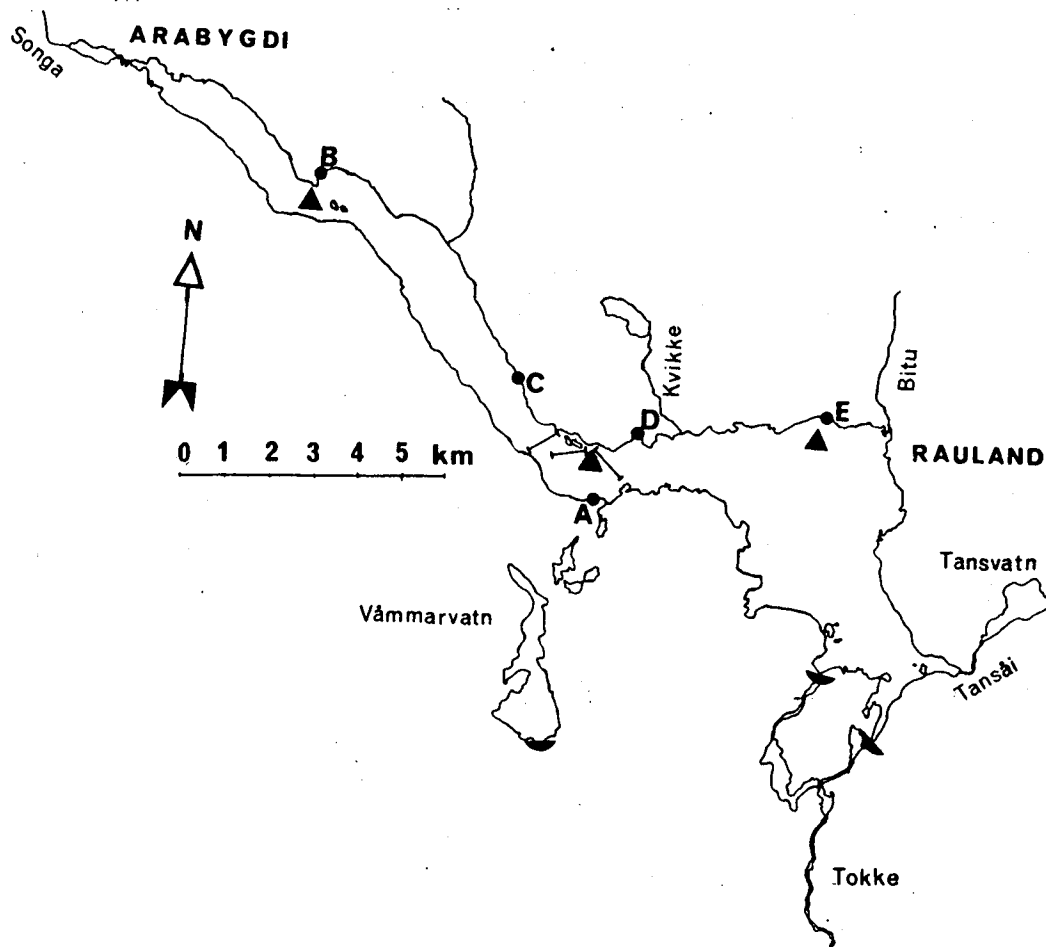 ARABYGDI
Songa
B
N
Kvikke
Bitu
C
D
E
0 1 2 3 4 5 km
RAULAND
A
Tansvatn
Våmmarvatn
Tansåi
Tokke